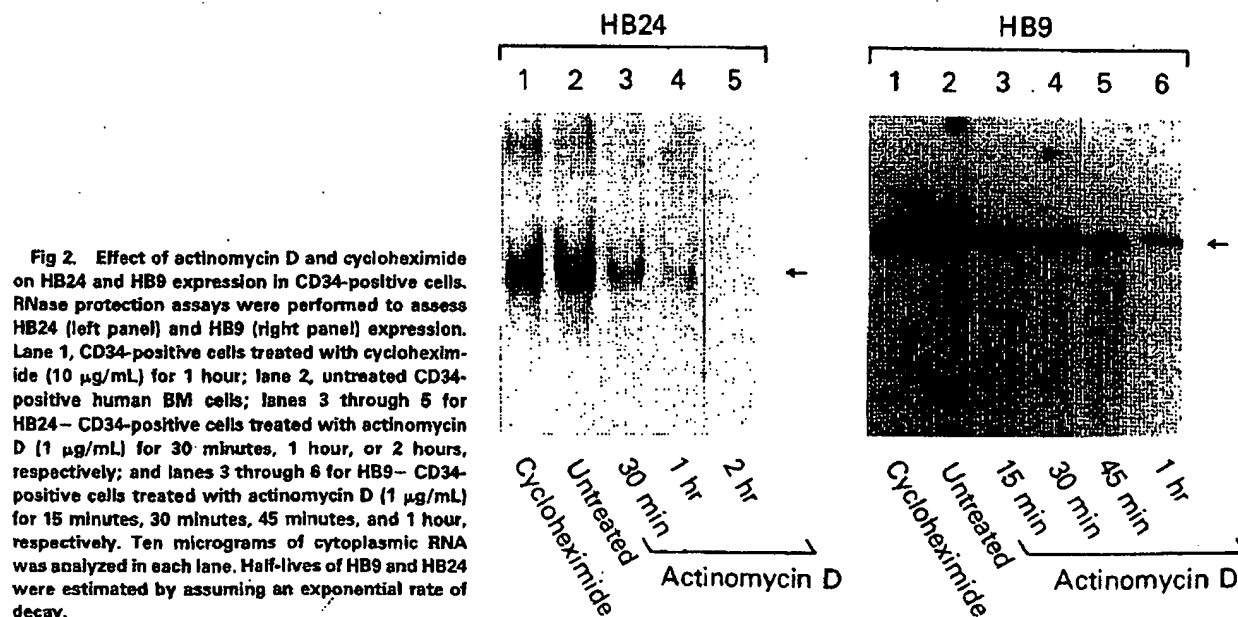 Fig 2. Effect of actinomycin D and cycloheximide
on HB24 and HB9 expression in CD34-positive cells.
RNase protection assays were performed to assess
HB24 (left panel) and HB9 (right panel) expression.
Lane 1, CD34-positive cells treated with cyclohexim-
ide (10 μg/mL) for 1 hour; lane 2, untreated CD34-
positive human BM cells; lanes 3 through 5 for
HB24– CD34-positive cells treated with actinomycin
D (1 μg/mL) for 30 minutes, 1 hour, or 2 hours,
respectively; and lanes 3 through 6 for HB9– CD34-
positive cells treated with actinomycin D (1 μg/mL)
for 15 minutes, 30 minutes, 45 minutes, and 1 hour,
respectively. Ten micrograms of cytoplasmic RNA
was analyzed in each lane. Half-lives of HB9 and HB24
were estimated by assuming an exponential rate of
decay.
HB24
1 2 3 4 5
Cycloheximide
Untreated
30 min
1 hr
2 hr
Actinomycin D
HB9
1 2 3 4 5 6
Cycloheximide
Untreated
15 min
30 min
45 min
1 hr
Actinomycin D